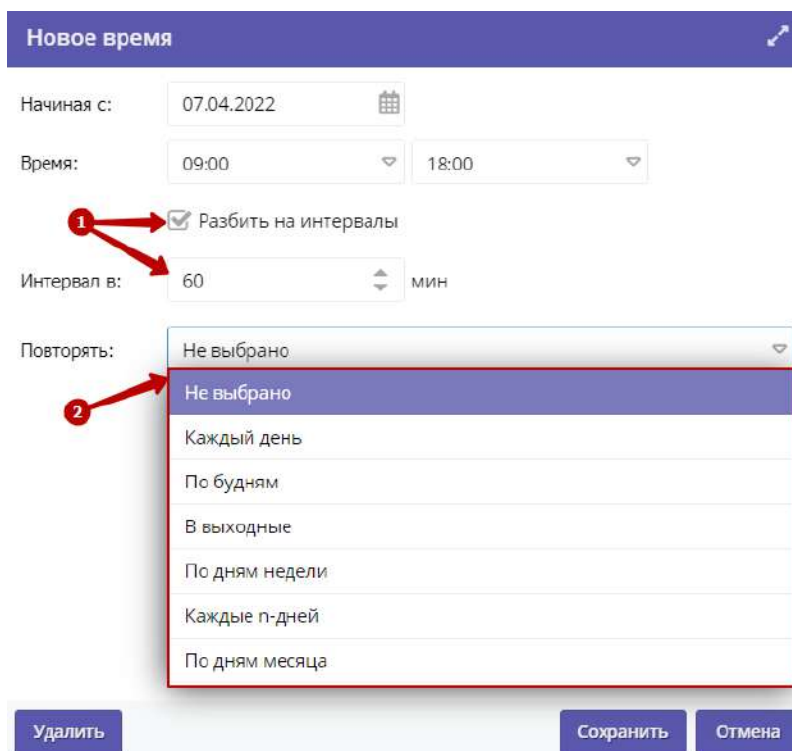 Новое время
Начиная с: 07.04.2022
Время: 09:00 18:00
1 Разбить на интервалы
Интервал в: 60 мин
Повторять: Не выбрано
2 Не выбрано
Каждый день
По будням
В выходные
По дням недели
Каждые n-дней
По дням месяца
Удалить Сохранить Отмена